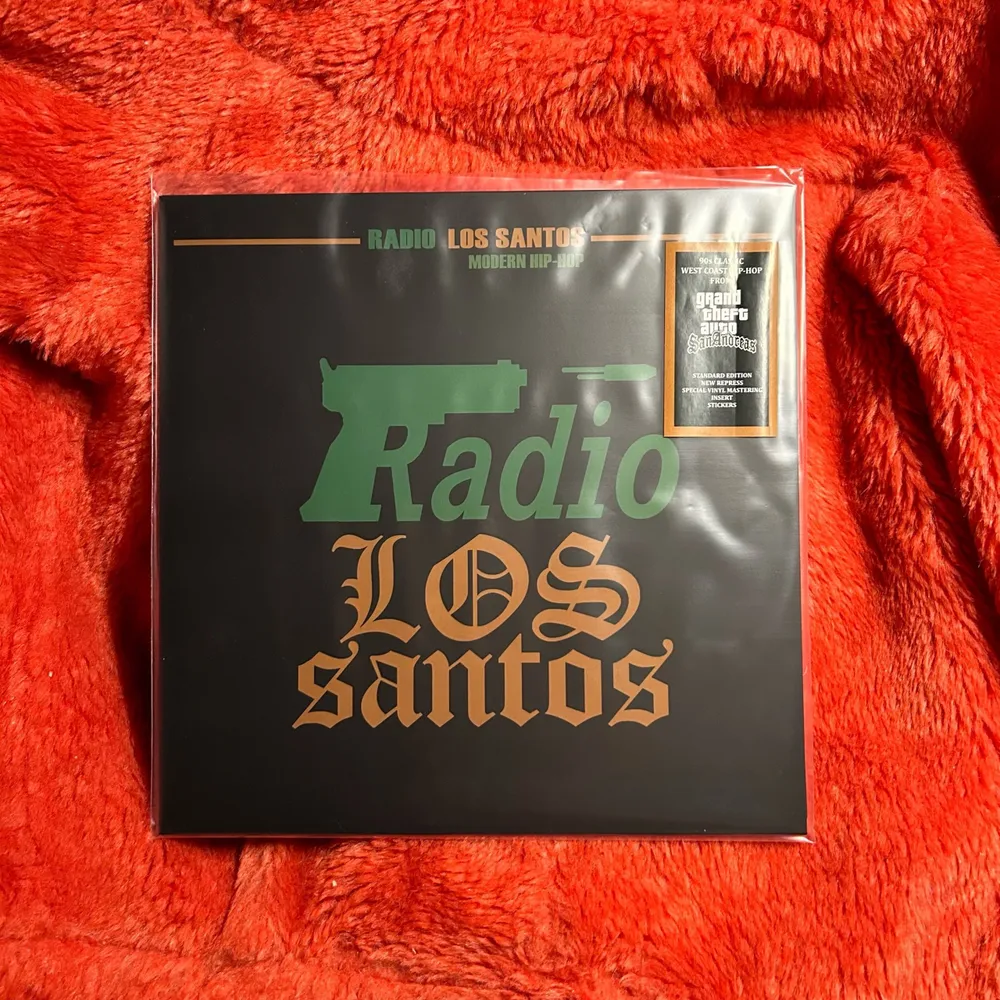 RADIO LOS SANTOS
MODERN HIP-HOP
90s CLASSIC
WEST COAST HIP-HOP
FROM
grand
theft
auto
San Andreas
STANDARD EDITION
NEW REPRESS
SPECIAL VINYL MASTERING
INSERT
STICKERS
Radio
LOS
santos